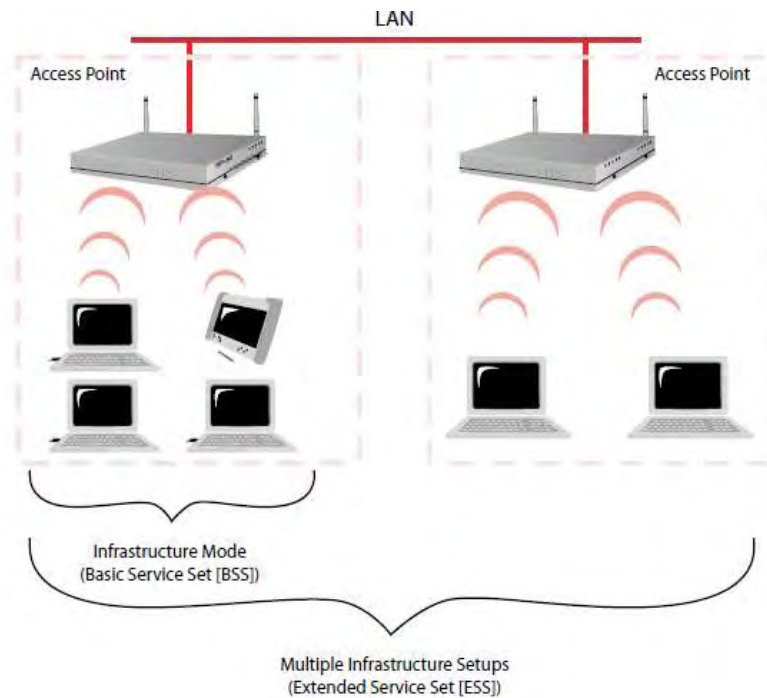 LAN
Access Point
Access Point
Infrastructure Mode
(Basic Service Set [BSS])
Multiple Infrastructure Setups
(Extended Service Set [ESS])